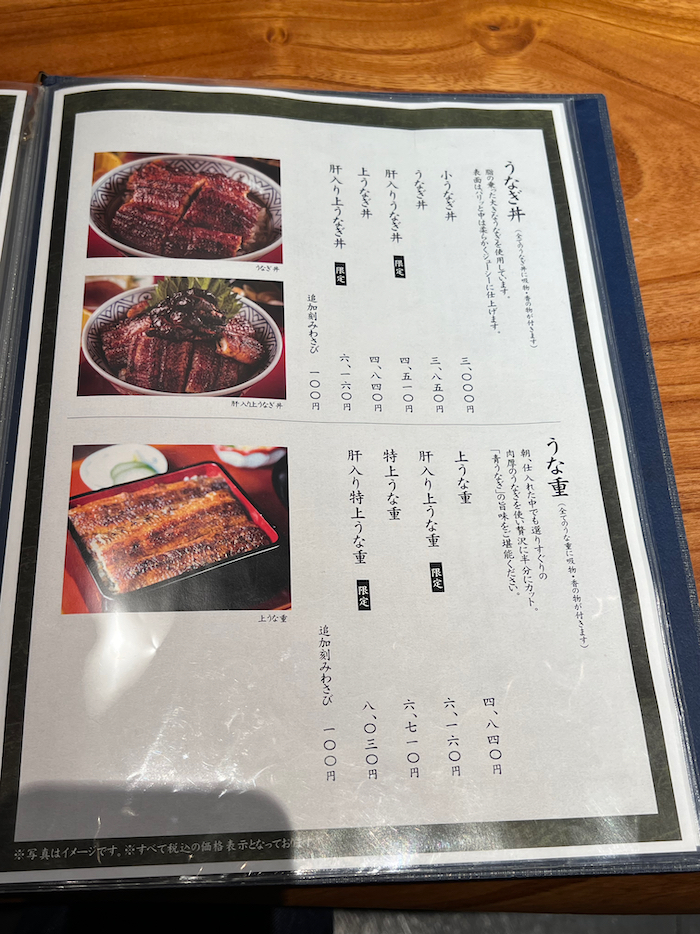 うなぎ丼(全てのうなぎ丼に吸物・香の物が付きます)
脂の乗った大きなうなぎを使用しています。
表面はパリッと中は柔らかくジューシーに仕上げます。
小うなぎ丼 三、〇〇〇円
うなぎ丼 三、八五〇円
肝入りうなぎ丼 限定 四、五一〇円
上うなぎ丼 四、八四〇円
肝入り上うなぎ丼 限定 六、一六〇円
追加刻みわさび 一〇〇円
うなぎ丼
肝入り上うなぎ丼
うな重(全てのうな重に吸物・香の物が付きます)
朝、仕入れた中でも選りすぐりの
肉厚のうなぎを使い贅沢に半分にカット。
「青うなぎ」の旨味をご堪能ください。
上うな重 四、八四〇円
肝入り上うな重 限定 六、一六〇円
特上うな重 六、七一〇円
肝入り特上うな重 限定 八、〇三〇円
追加刻みわさび 一〇〇円
上うな重
※写真はイメージです。※すべて税込の価格表示となってお